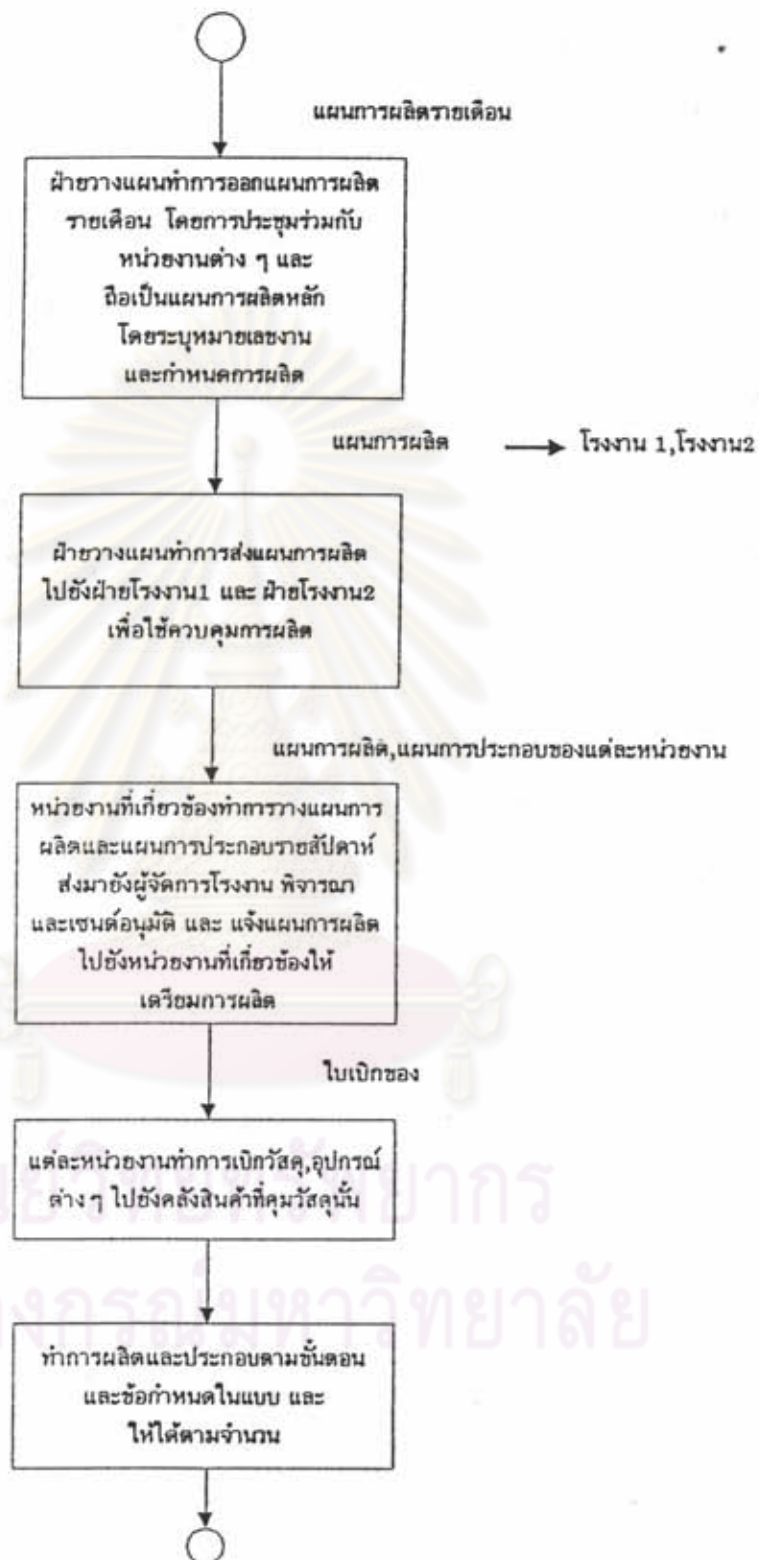 แผนการผลิตรายเดือน
ฝ่ายวางแผนทำการออกแผนการผลิต
รายเดือน โดยการประชุมร่วมกับ
หน่วยงานต่าง ๆ และ
ถือเป็นแผนการผลิตหลัก
โดยระบุหมายเลขงาน
และกำหนดการผลิต
แผนการผลิต โรงงาน 1,โรงงาน2
ฝ่ายวางแผนทำการส่งแผนการผลิต
ไปยังฝ่ายโรงงาน1 และ ฝ่ายโรงงาน2
เพื่อใช้ควบคุมการผลิต
แผนการผลิต,แผนการประกอบของแต่ละหน่วยงาน
หน่วยงานที่เกี่ยวข้องทำการวางแผนการ
ผลิตและแผนการประกอบรายสัปดาห์
ส่งมายังผู้จัดการโรงงาน พิจารณา
และเซนต์อนุมัติ และ แจ้งแผนการผลิต
ไปยังหน่วยงานที่เกี่ยวข้องให้
เตรียมการผลิต
ใบเบิกของ
แต่ละหน่วยงานทำการเบิกวัสดุ,อุปกรณ์
ต่าง ๆ ไปยังคลังสินค้าที่คุมวัสดุนั้น
นย์วิทยทรัพยากร
งกรณ์มหาวิทยาลัย
ทำการผลิตและประกอบตามขั้นตอน
และข้อกำหนดในแบบ และ
ให้ได้ตามจำนวน